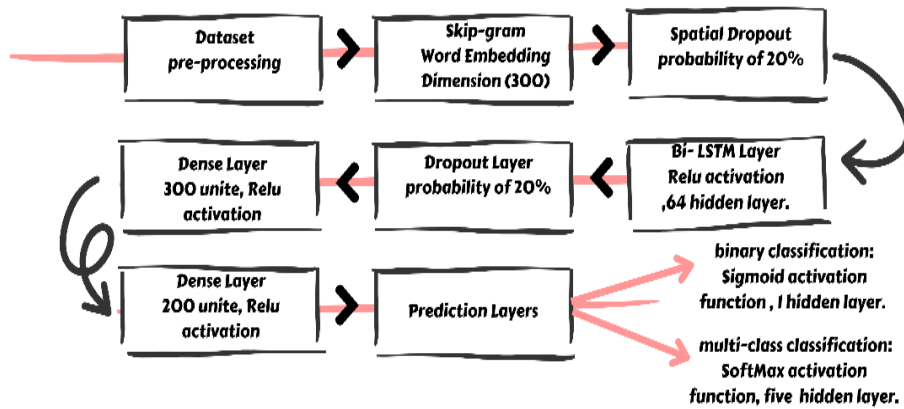 Dataset
pre-processing
Skip-gram
Word Embedding
Dimension (300)
Spatial Dropout
probability of 20%
Bi- LSTM Layer
Relu activation
,64 hidden layer.
Dropout Layer
probability of 20%
Dense Layer
300 unite, Relu
activation
Dense Layer
200 unite, Relu
activation
Prediction Layers
binary classification:
Sigmoid activation
function , 1 hidden layer.
multi-class classification:
SoftMax activation
function, five hidden layer.